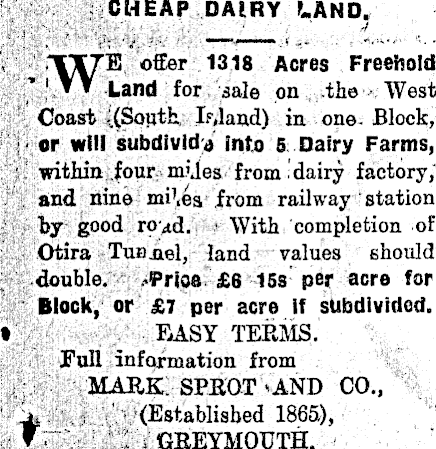 CHEAP DAIRY LAND.
WE offer 1318 Acres Freehold
Land for sale on the West
Coast (South Island) in one Block,
or will subdivide into 5 Dairy Farms,
within four miles from dairy factory,
and nine miles from railway station
by good road. With completion of
Otira Tunnel, land values should
double. Price £6 15s per acre for
Block, or £7 per acre if subdivided.
EASY TERMS.
Full information from
MARK SPROT AND CO.,
(Established 1865),
GREYMOUTH.